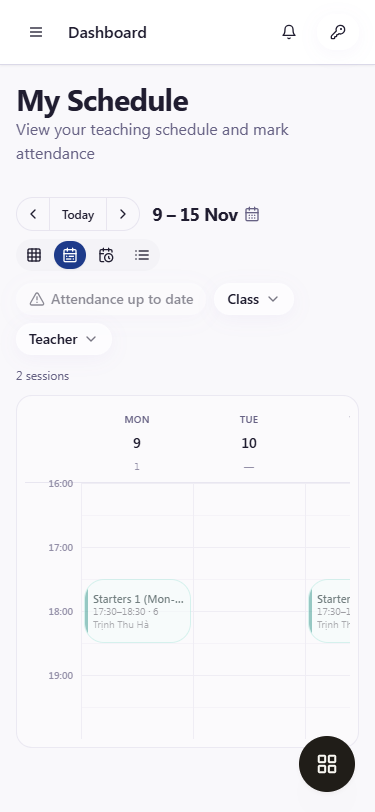 Dashboard
My Schedule
View your teaching schedule and mark
attendance
Today
9 – 15 Nov
Attendance up to date
Class
Teacher
2 sessions
MON
TUE
9
10
1
—
16:00
17:00
Starters 1 (Mon-...
17:30–18:30 · 6
Trịnh Thu Hà
Starter
17:30–1
Trịnh Th
18:00
19:00